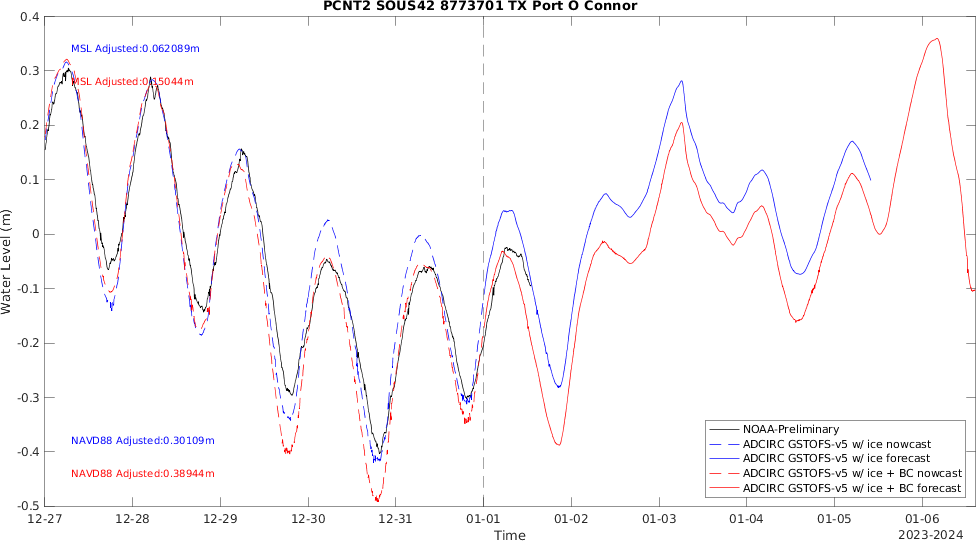 PCNT2 SOUS42 8773701 TX Port O Connor
0.4
0.3
0.2
0.1
0
-0.1
-0.2
-0.3
-0.4
-0.5
Water Level (m)
MSL Adjusted:0.062089m
MSL Adjusted:0.15044m
NAVD88 Adjusted:0.30109m
NAVD88 Adjusted:0.38944m
NOAA-Preliminary
ADCIRC GSTOFS-v5 w/ ice nowcast
ADCIRC GSTOFS-v5 w/ ice forecast
ADCIRC GSTOFS-v5 w/ ice + BC nowcast
ADCIRC GSTOFS-v5 w/ ice + BC forecast
12-27 12-28 12-29 12-30 12-31 01-01 01-02 01-03 01-04 01-05 01-06
Time
2023-2024